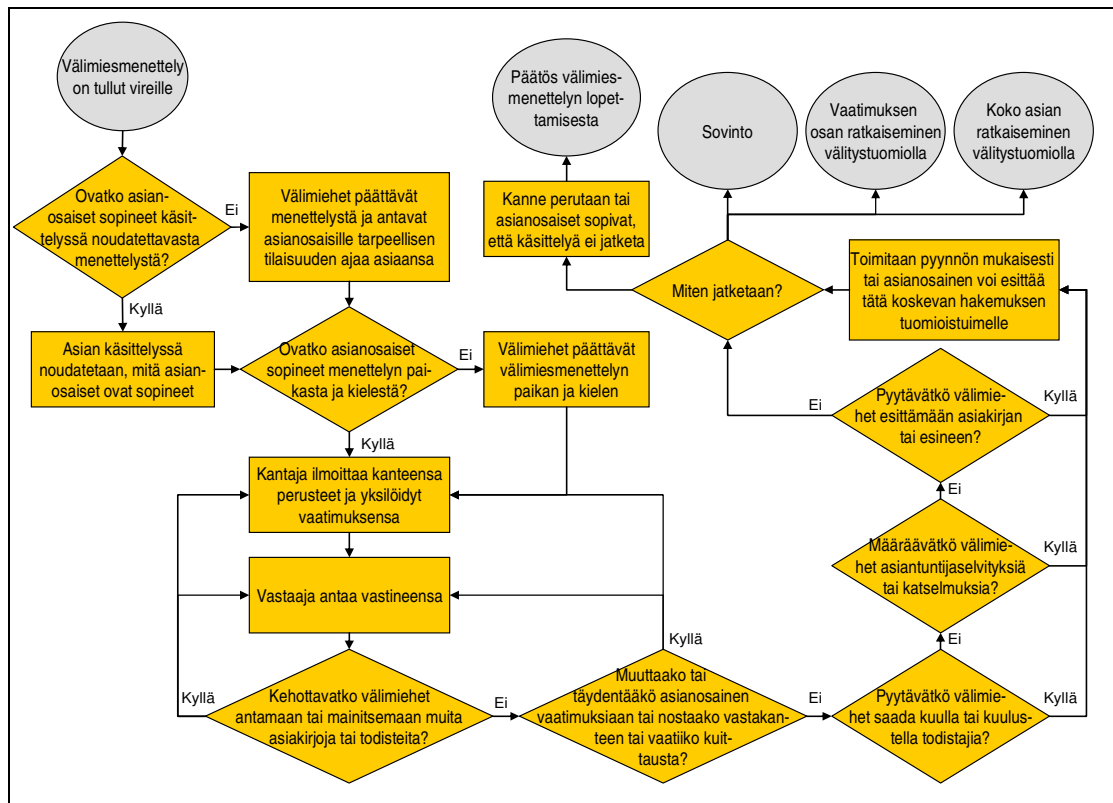 Välimiesmenettely
on tullut vireille
Päätös välimies-
menettelyn lopet-
tamisesta
Sovinto
Vaatimuksen
osan ratkaiseminen
välitystuomiolla
Koko asian
ratkaiseminen
välitystuomiolla
Ovatko asian-
osaiset sopineet käsit-
telyssä noudatettavasta
menettelystä?
Ei
Välimiehet päättävät
menettelystä ja antavat
asianosaisille tarpeellisen
tilaisuuden ajaa asiaansa
Kanne perutaan tai
asianosaiset sopivat,
että käsittelyä ei jatketa
Miten jatketaan?
Toimitaan pyynnön mukaisesti
tai asianosainen voi esittää
tätä koskevan hakemuksen
tuomioistuimelle
Kyllä
Asian käsittelyssä
noudatetaan, mitä asian-
osaiset ovat sopineet
Ovatko asianosaiset
sopineet menettelyn pai-
kasta ja kielestä?
Ei
Välimiehet päättävät
välimiesmenettelyn
paikan ja kielen
Ei
Pyytävätkö välimie-
het esittämään asiakirjan
tai esineen?
Kyllä
Kyllä
Kantaja ilmoittaa kanteensa
perusteet ja yksilöidyt
vaatimuksensa
Ei
Määräävätkö välimie-
het asiantuntijaselvityksiä
tai katselmuksia?
Kyllä
Vastaaja antaa vastineensa
Kyllä
Ei
Kyllä
Kehottavatko välimiehet
antamaan tai mainitsemaan muita
asiakirjoja tai todisteita?
Ei
Muuttaako tai
täydentääkö asianosainen
vaatimuksiaan tai nostaako vastakan-
teen tai vaatiiko kuit-
tausta?
Ei
Pyytävätkö välimie-
het saada kuulla tai kuulus-
tella todistajia?
Kyllä